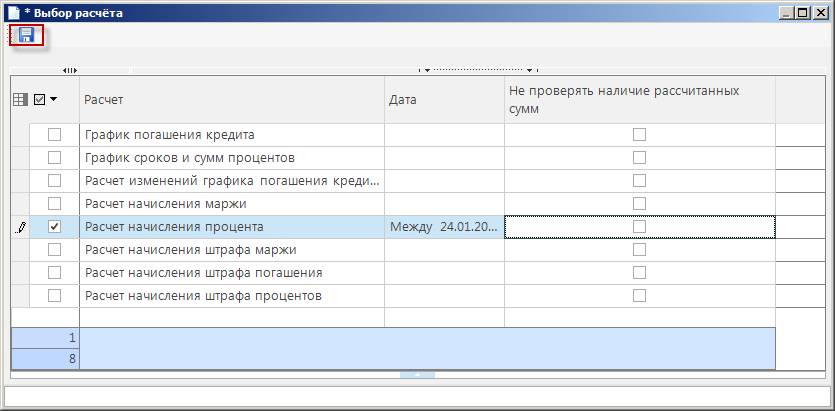 * Выбор расчёта
Расчет
Дата
Не проверять наличие рассчитанных
сумм
График погашения кредита
График сроков и сумм процентов
Расчет изменений графика погашения креди...
Расчет начисления маржи
Расчет начисления процента Между 24.01.20...
Расчет начисления штрафа маржи
Расчет начисления штрафа погашения
Расчет начисления штрафа процентов
1
8